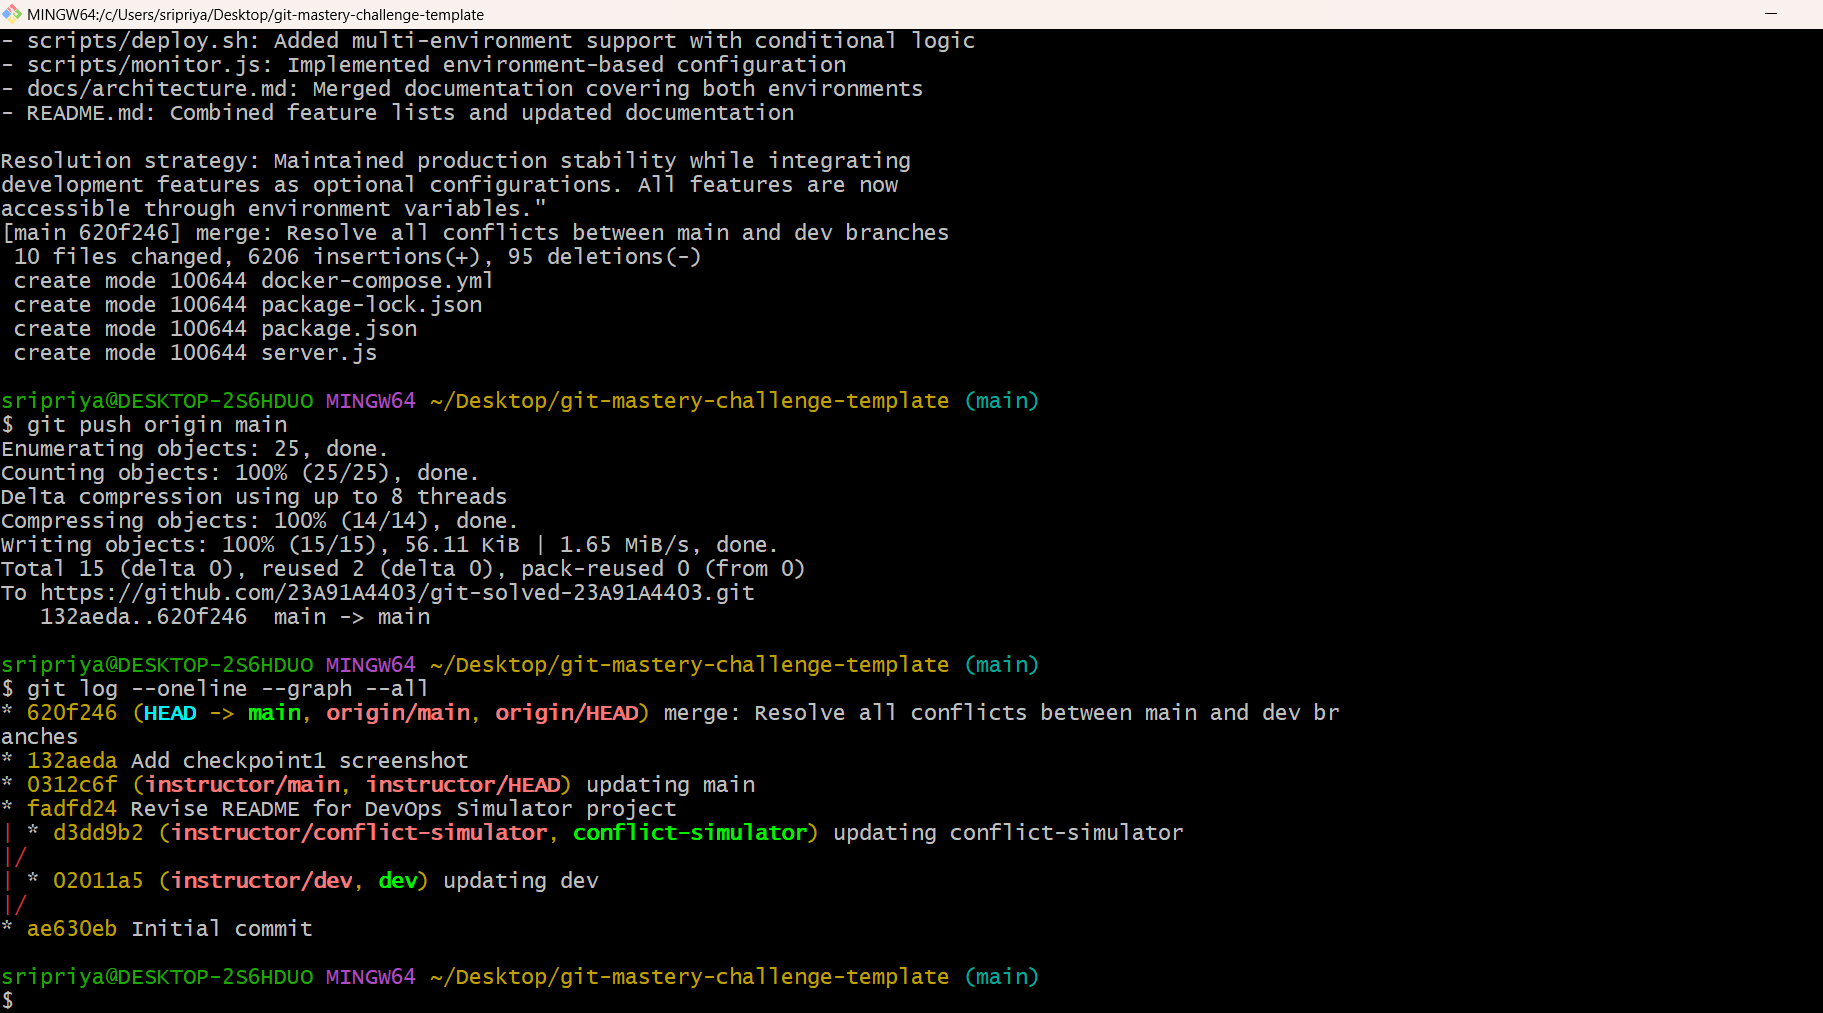 MINGW64:/c/Users/sripriya/Desktop/git-mastery-challenge-template
- scripts/deploy.sh: Added multi-environment support with conditional logic
- scripts/monitor.js: Implemented environment-based configuration
- docs/architecture.md: Merged documentation covering both environments
- README.md: Combined feature lists and updated documentation
Resolution strategy: Maintained production stability while integrating
development features as optional configurations. All features are now
accessible through environment variables."
[main 620f246] merge: Resolve all conflicts between main and dev branches
 10 files changed, 6206 insertions(+), 95 deletions(-)
 create mode 100644 docker-compose.yml
 create mode 100644 package-lock.json
 create mode 100644 package.json
 create mode 100644 server.js
sripriya@DESKTOP-2S6HDUO MINGW64 ~/Desktop/git-mastery-challenge-template (main)
$ git push origin main
Enumerating objects: 25, done.
Counting objects: 100% (25/25), done.
Delta compression using up to 8 threads
Compressing objects: 100% (14/14), done.
Writing objects: 100% (15/15), 56.11 KiB | 1.65 MiB/s, done.
Total 15 (delta 0), reused 2 (delta 0), pack-reused 0 (from 0)
To https://github.com/23A91A4403/git-solved-23A91A4403.git
   132aeda..620f246  main -> main
sripriya@DESKTOP-2S6HDUO MINGW64 ~/Desktop/git-mastery-challenge-template (main)
$ git log --oneline --graph --all
* 620f246 (HEAD -> main, origin/main, origin/HEAD) merge: Resolve all conflicts between main and dev br
anches
* 132aeda Add checkpoint1 screenshot
* 0312c6f (instructor/main, instructor/HEAD) updating main
* fadfd24 Revise README for DevOps Simulator project
| * d3dd9b2 (instructor/conflict-simulator, conflict-simulator) updating conflict-simulator
|/
| * 02011a5 (instructor/dev, dev) updating dev
|/
* ae630eb Initial commit
sripriya@DESKTOP-2S6HDUO MINGW64 ~/Desktop/git-mastery-challenge-template (main)
$